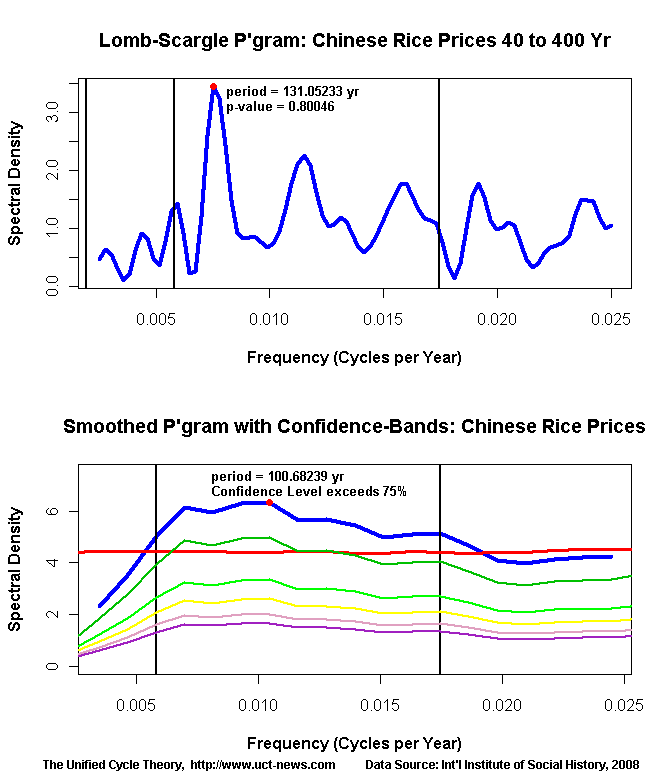 Lomb-Scargle P'gram: Chinese Rice Prices 40 to 400 Yr
period = 131.05233 yr
p-value = 0.80046
Spectral Density
0.0
1.0
2.0
3.0
0.005
0.010
0.015
0.020
0.025
Frequency (Cycles per Year)
Smoothed P'gram with Confidence-Bands: Chinese Rice Prices
period = 100.68239 yr
Confidence Level exceeds 75%
Spectral Density
0
2
4
6
0.005
0.010
0.015
0.020
0.025
Frequency (Cycles per Year)
The Unified Cycle Theory, http://www.uct-news.com
Data Source: Int'l Institute of Social History, 2008